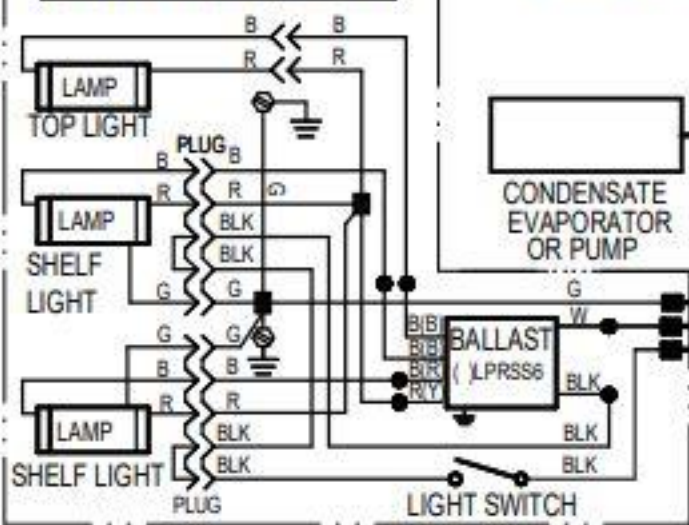 B B
R R
LAMP
TOP LIGHT
PLUG
B B
R R
G
LAMP
BLK
BLK
SHELF
LIGHT
G G
CONDENSATE
EVAPORATOR
OR PUMP
G
W
B(B)
B(B)
B(R)
R/Y
BALLAST
( )LPRSS6
BLK
G G
B B
R R
LAMP
BLK
BLK
BLK
BLK
SHELF LIGHT
PLUG
LIGHT SWITCH